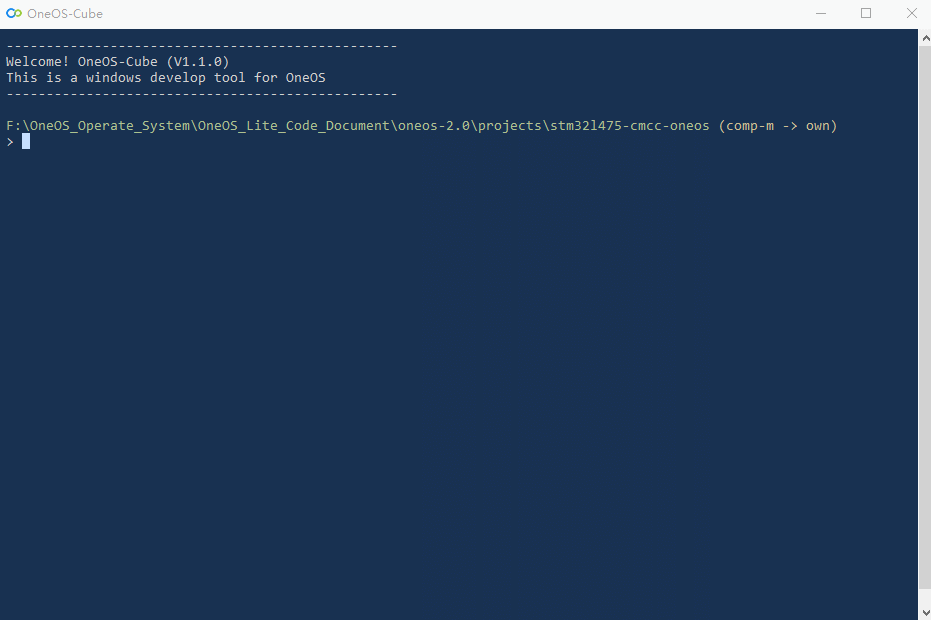 OneOS-Cube
-------------------------------------------------
Welcome! OneOS-Cube (V1.1.0)
This is a windows develop tool for OneOS
-------------------------------------------------
F:\OneOS_Operate_System\OneOS_Lite_Code_Document\oneos-2.0\projects\stm32l475-cmcc-oneos (comp-m -> own)
>